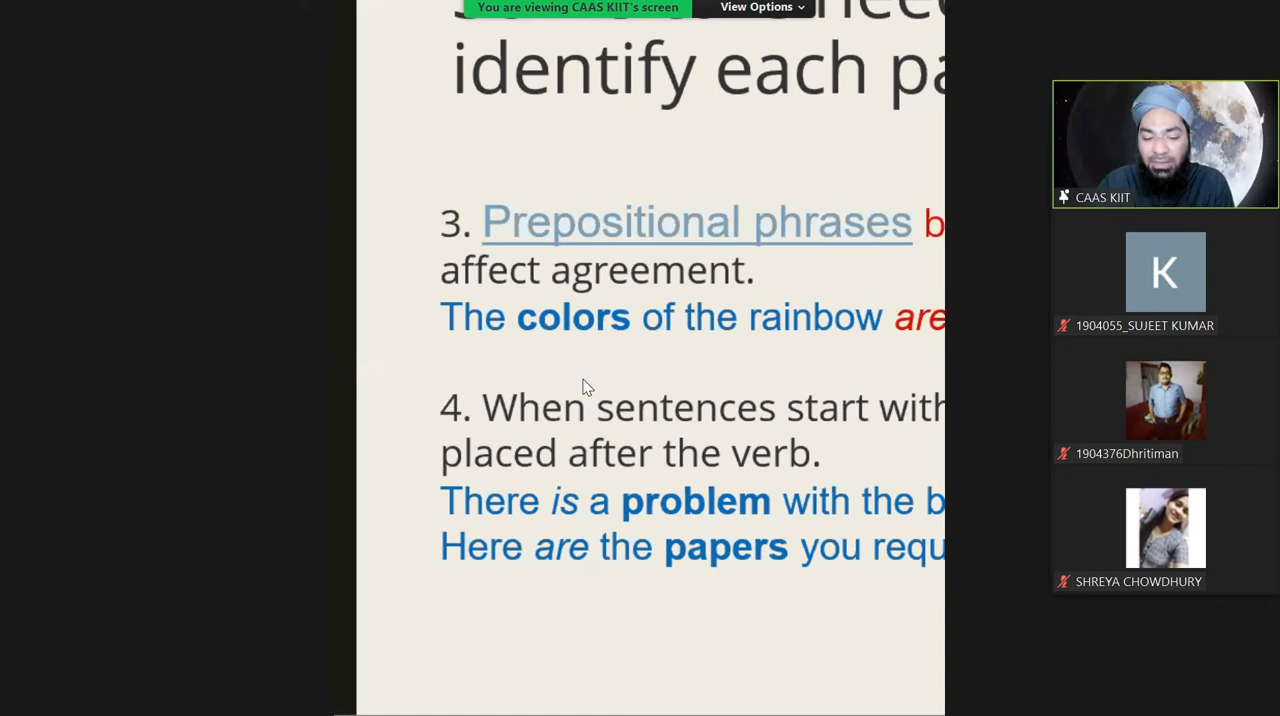 You are viewing CAAS KIIT's screen
View Options
identify each pa
3. Prepositional phrases b
affect agreement.
The colors of the rainbow are
4. When sentences start with
placed after the verb.
There is a problem with the b
Here are the papers you requ
CAAS KIIT
K
1904055_SUJEET KUMAR
1904376Dhritiman
SHREYA CHOWDHURY